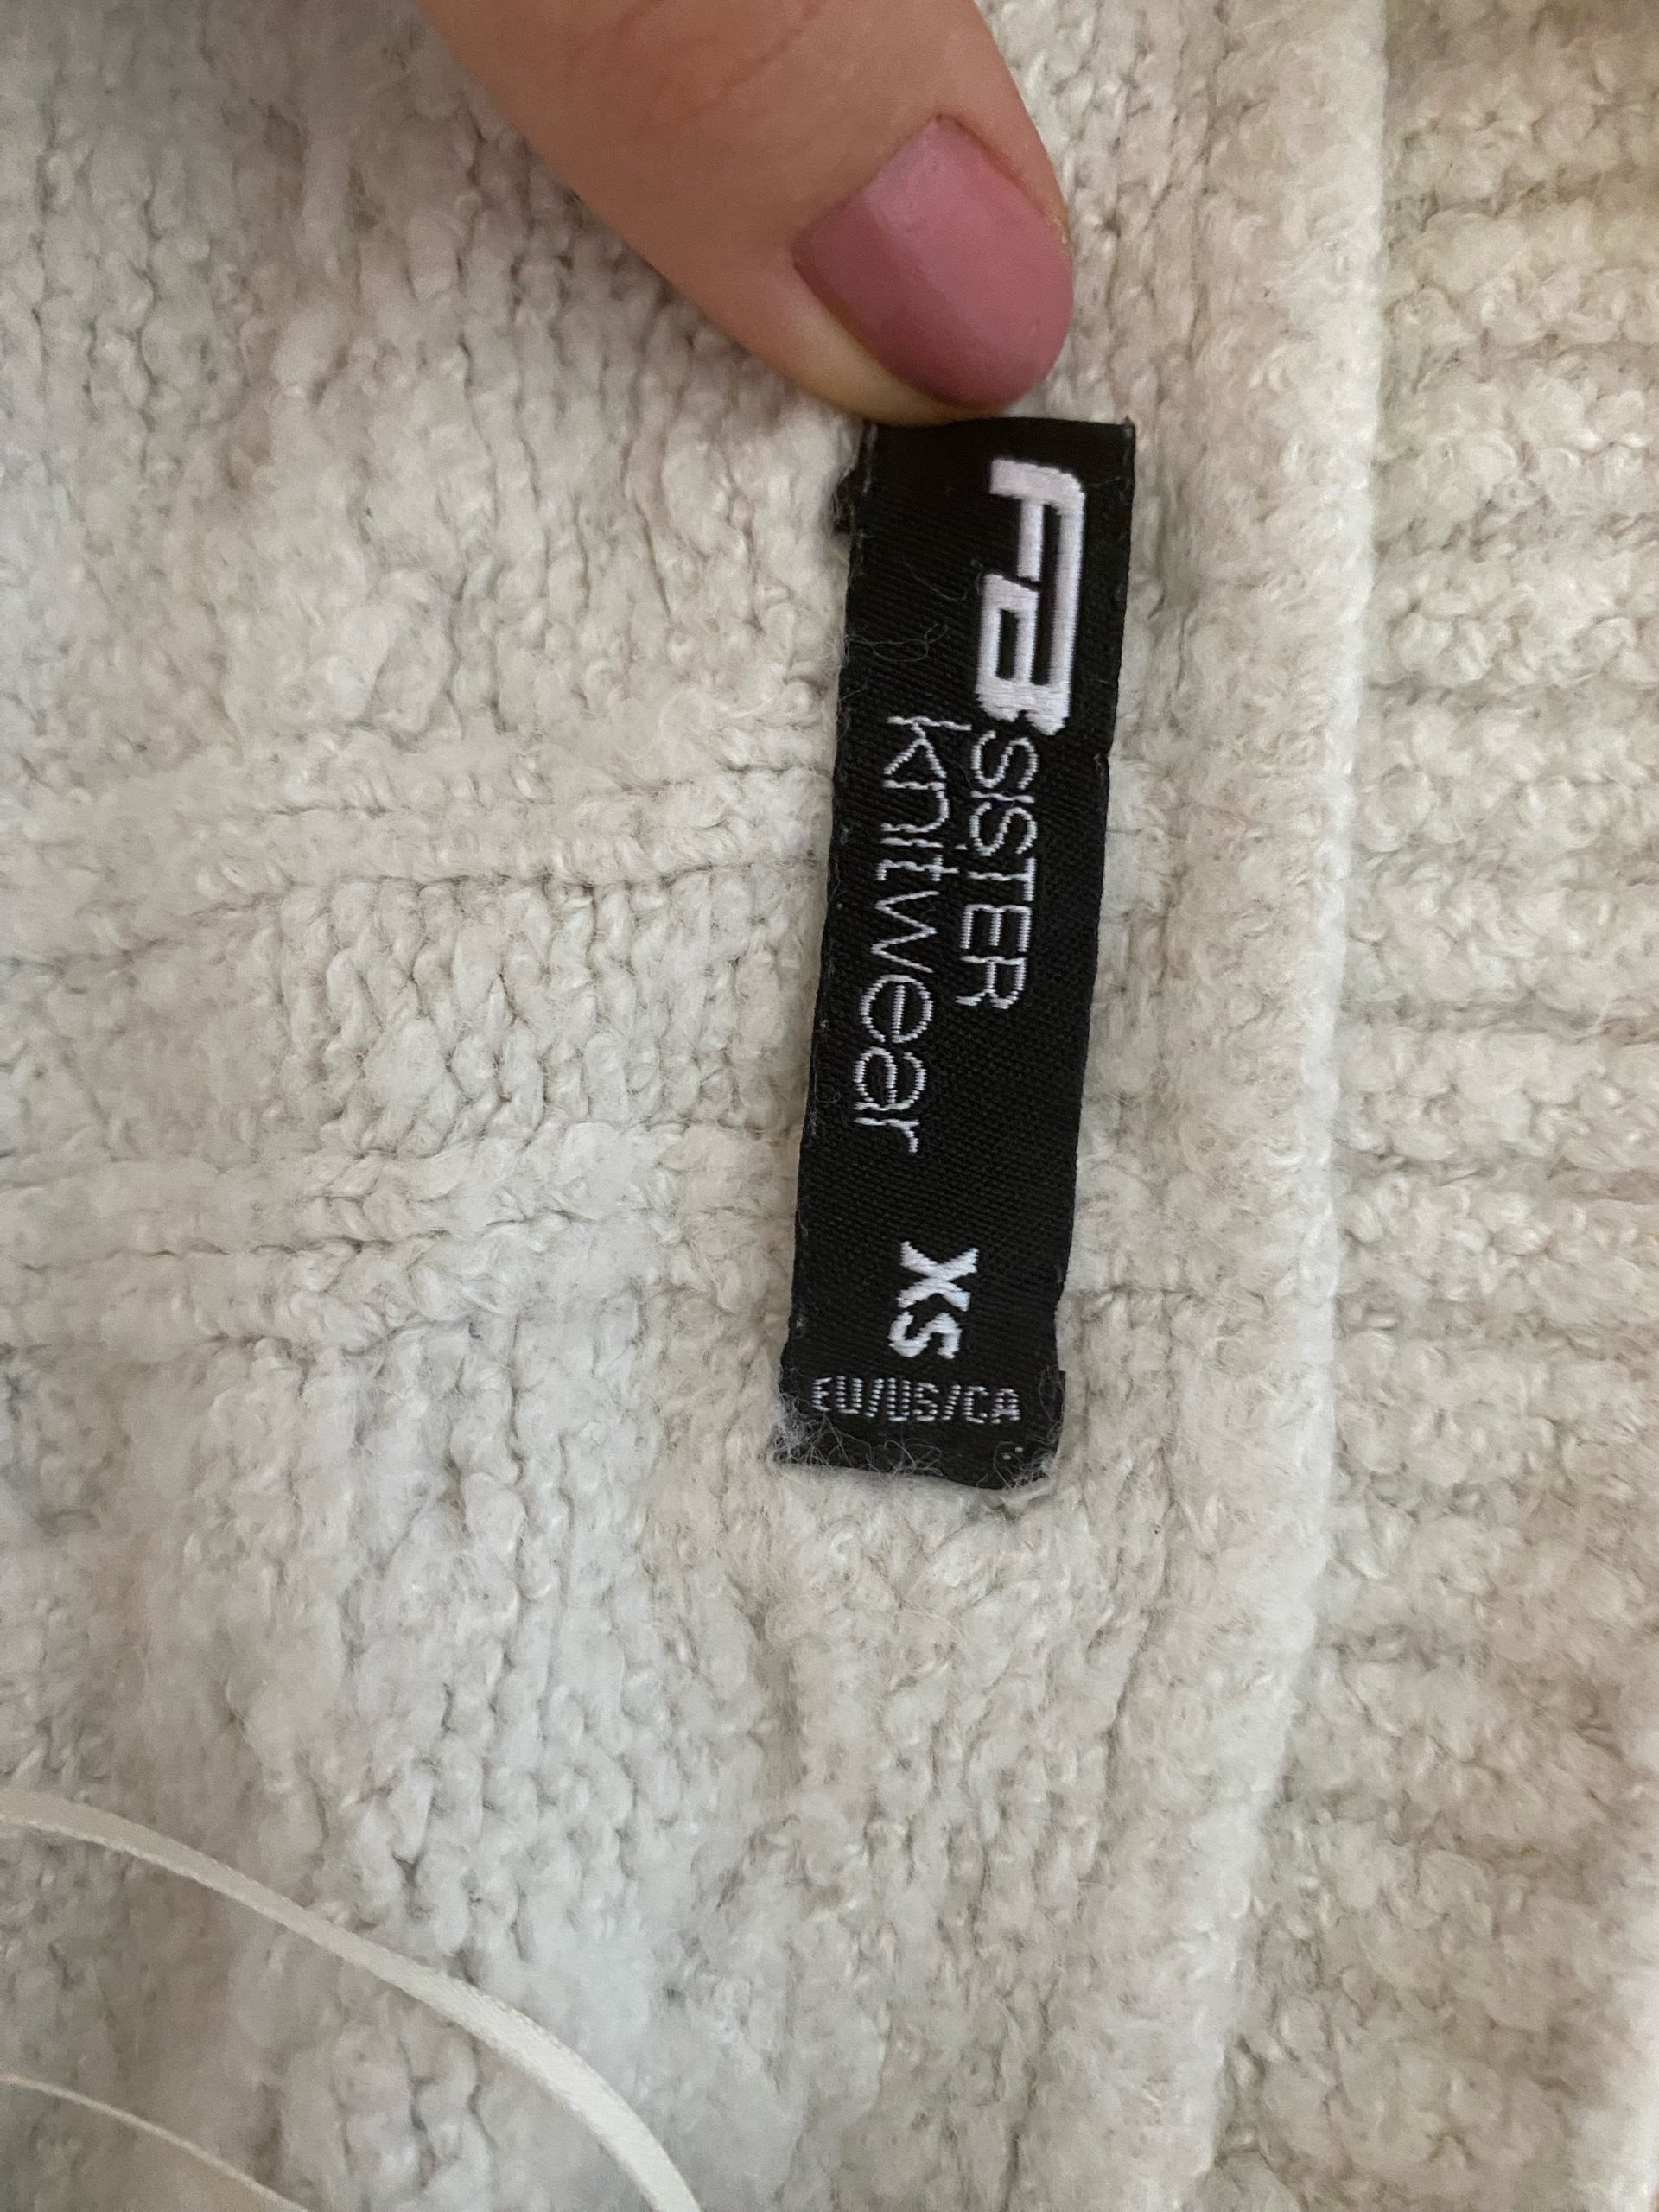 FB SISTER
knitwear
XS
EU/US/CA